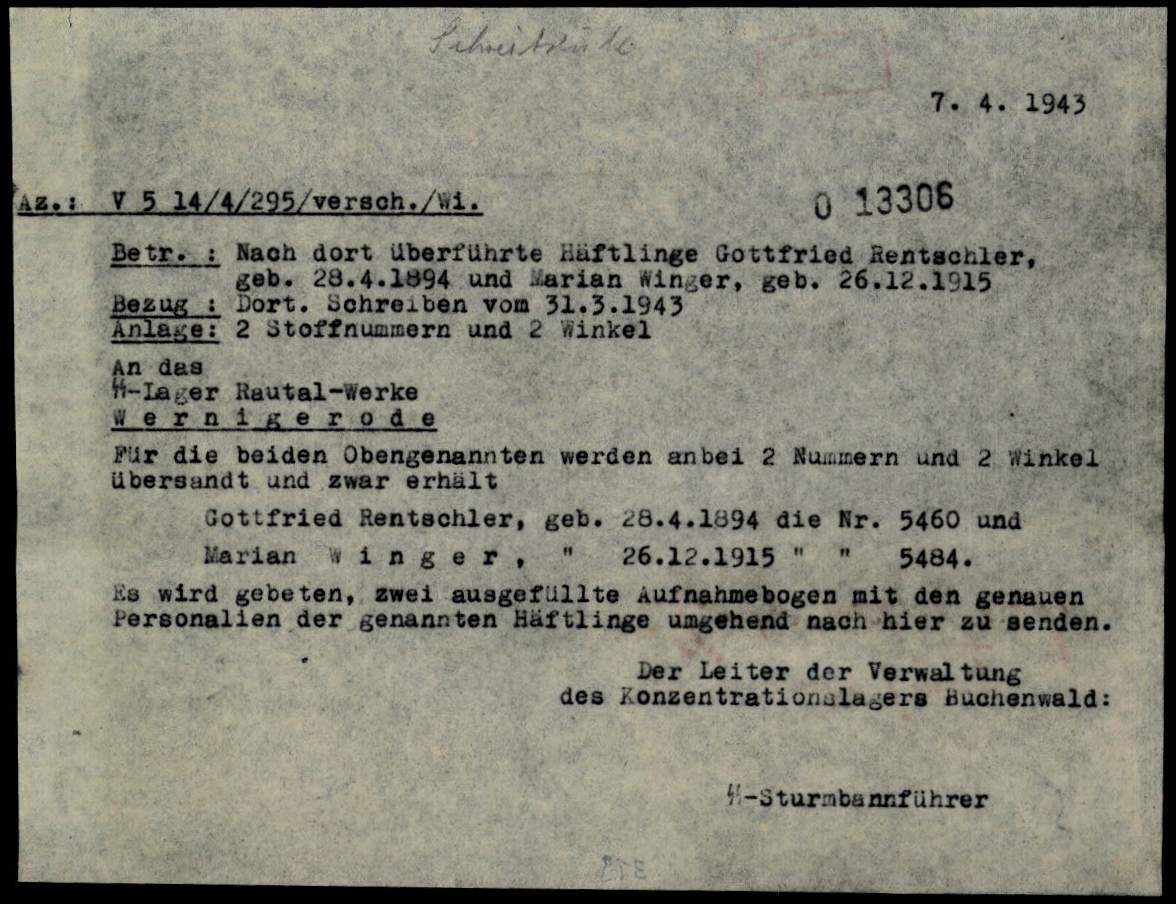 7. 4. 1943
Az.: V 5 14/4/295/versch./Wi.
O 13306
Betr. : Nach dort überführte Häftlinge Gottfried Rentschler,
geb. 28.4.1894 und Marian Winger, geb. 26.12.1915
Bezug : Dort. Schreiben vom 31.3.1943
Anlage: 2 Stoffnummern und 2 Winkel
An das
SS-Lager Rautal-Werke
W e r n i g e r o d e
Für die beiden Obengenannten werden anbei 2 Nummern und 2 Winkel
übersandt und zwar erhält
Gottfried Rentschler, geb. 28.4.1894 die Nr. 5460 und
Marian W i n g e r , " 26.12.1915 " " 5484.
Es wird gebeten, zwei ausgefüllte Aufnahmebogen mit den genauen
Personalien der genannten Häftlinge umgehend nach hier zu senden.
Der Leiter der Verwaltung
des Konzentrationslagers Buchenwald:
SS-Sturmbannführer